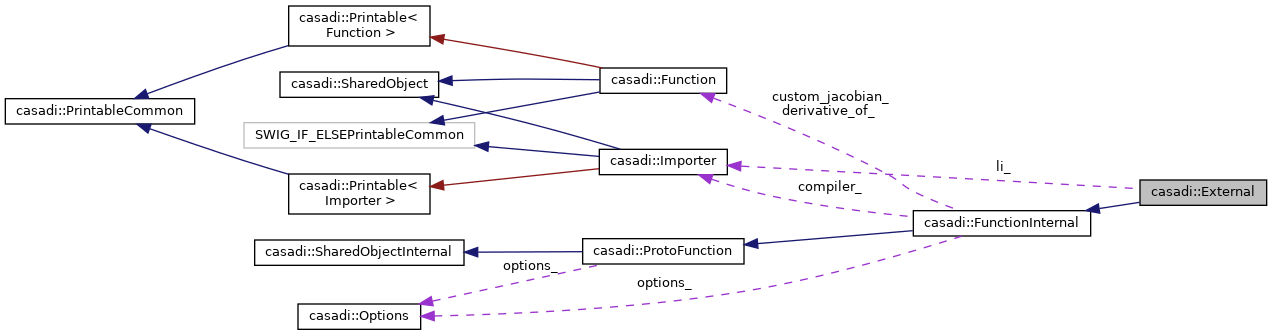 casadi::Printable<
Function >
casadi::SharedObject
casadi::Function
casadi::PrintableCommon
custom_jacobian_
derivative_of_
SWIG_IF_ELSEPrintableCommon
casadi::Importer
li_
casadi::Printable<
Importer >
compiler_
casadi::External
casadi::FunctionInternal
casadi::SharedObjectInternal
casadi::ProtoFunction
options_
options_
casadi::Options